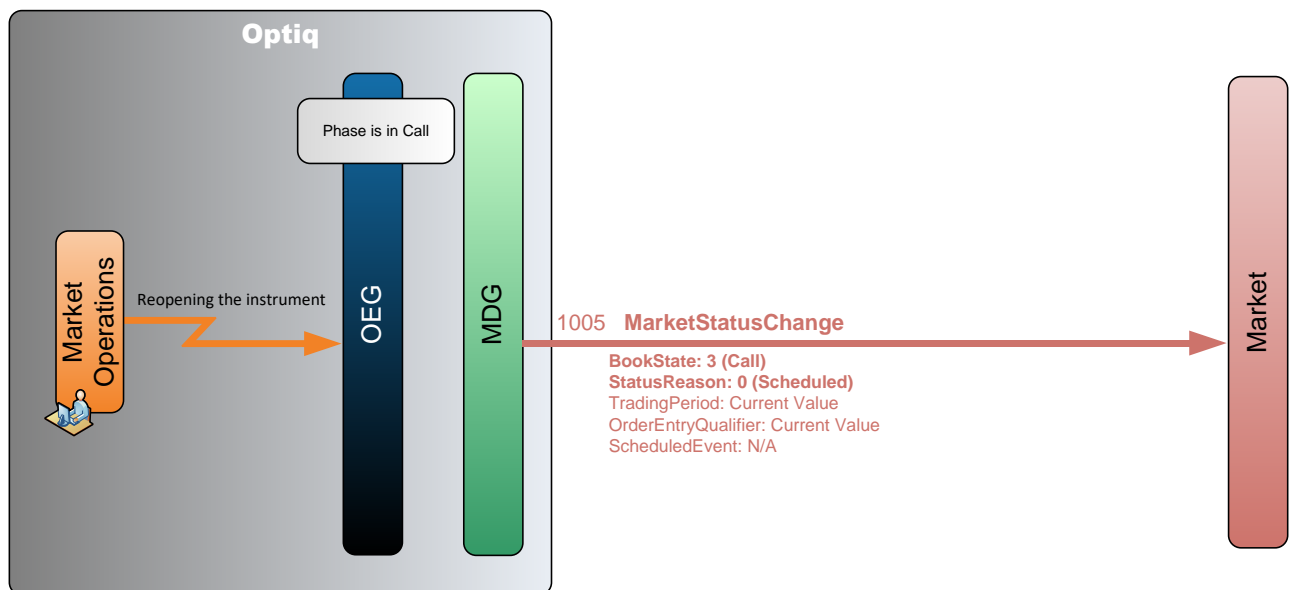 Optiq
Phase is in Call
Market
Operations
Reopening the instrument
OEG
MDG
1005 MarketStatusChange
BookState: 3 (Call)
StatusReason: 0 (Scheduled)
TradingPeriod: Current Value
OrderEntryQualifier: Current Value
ScheduledEvent: N/A
Market